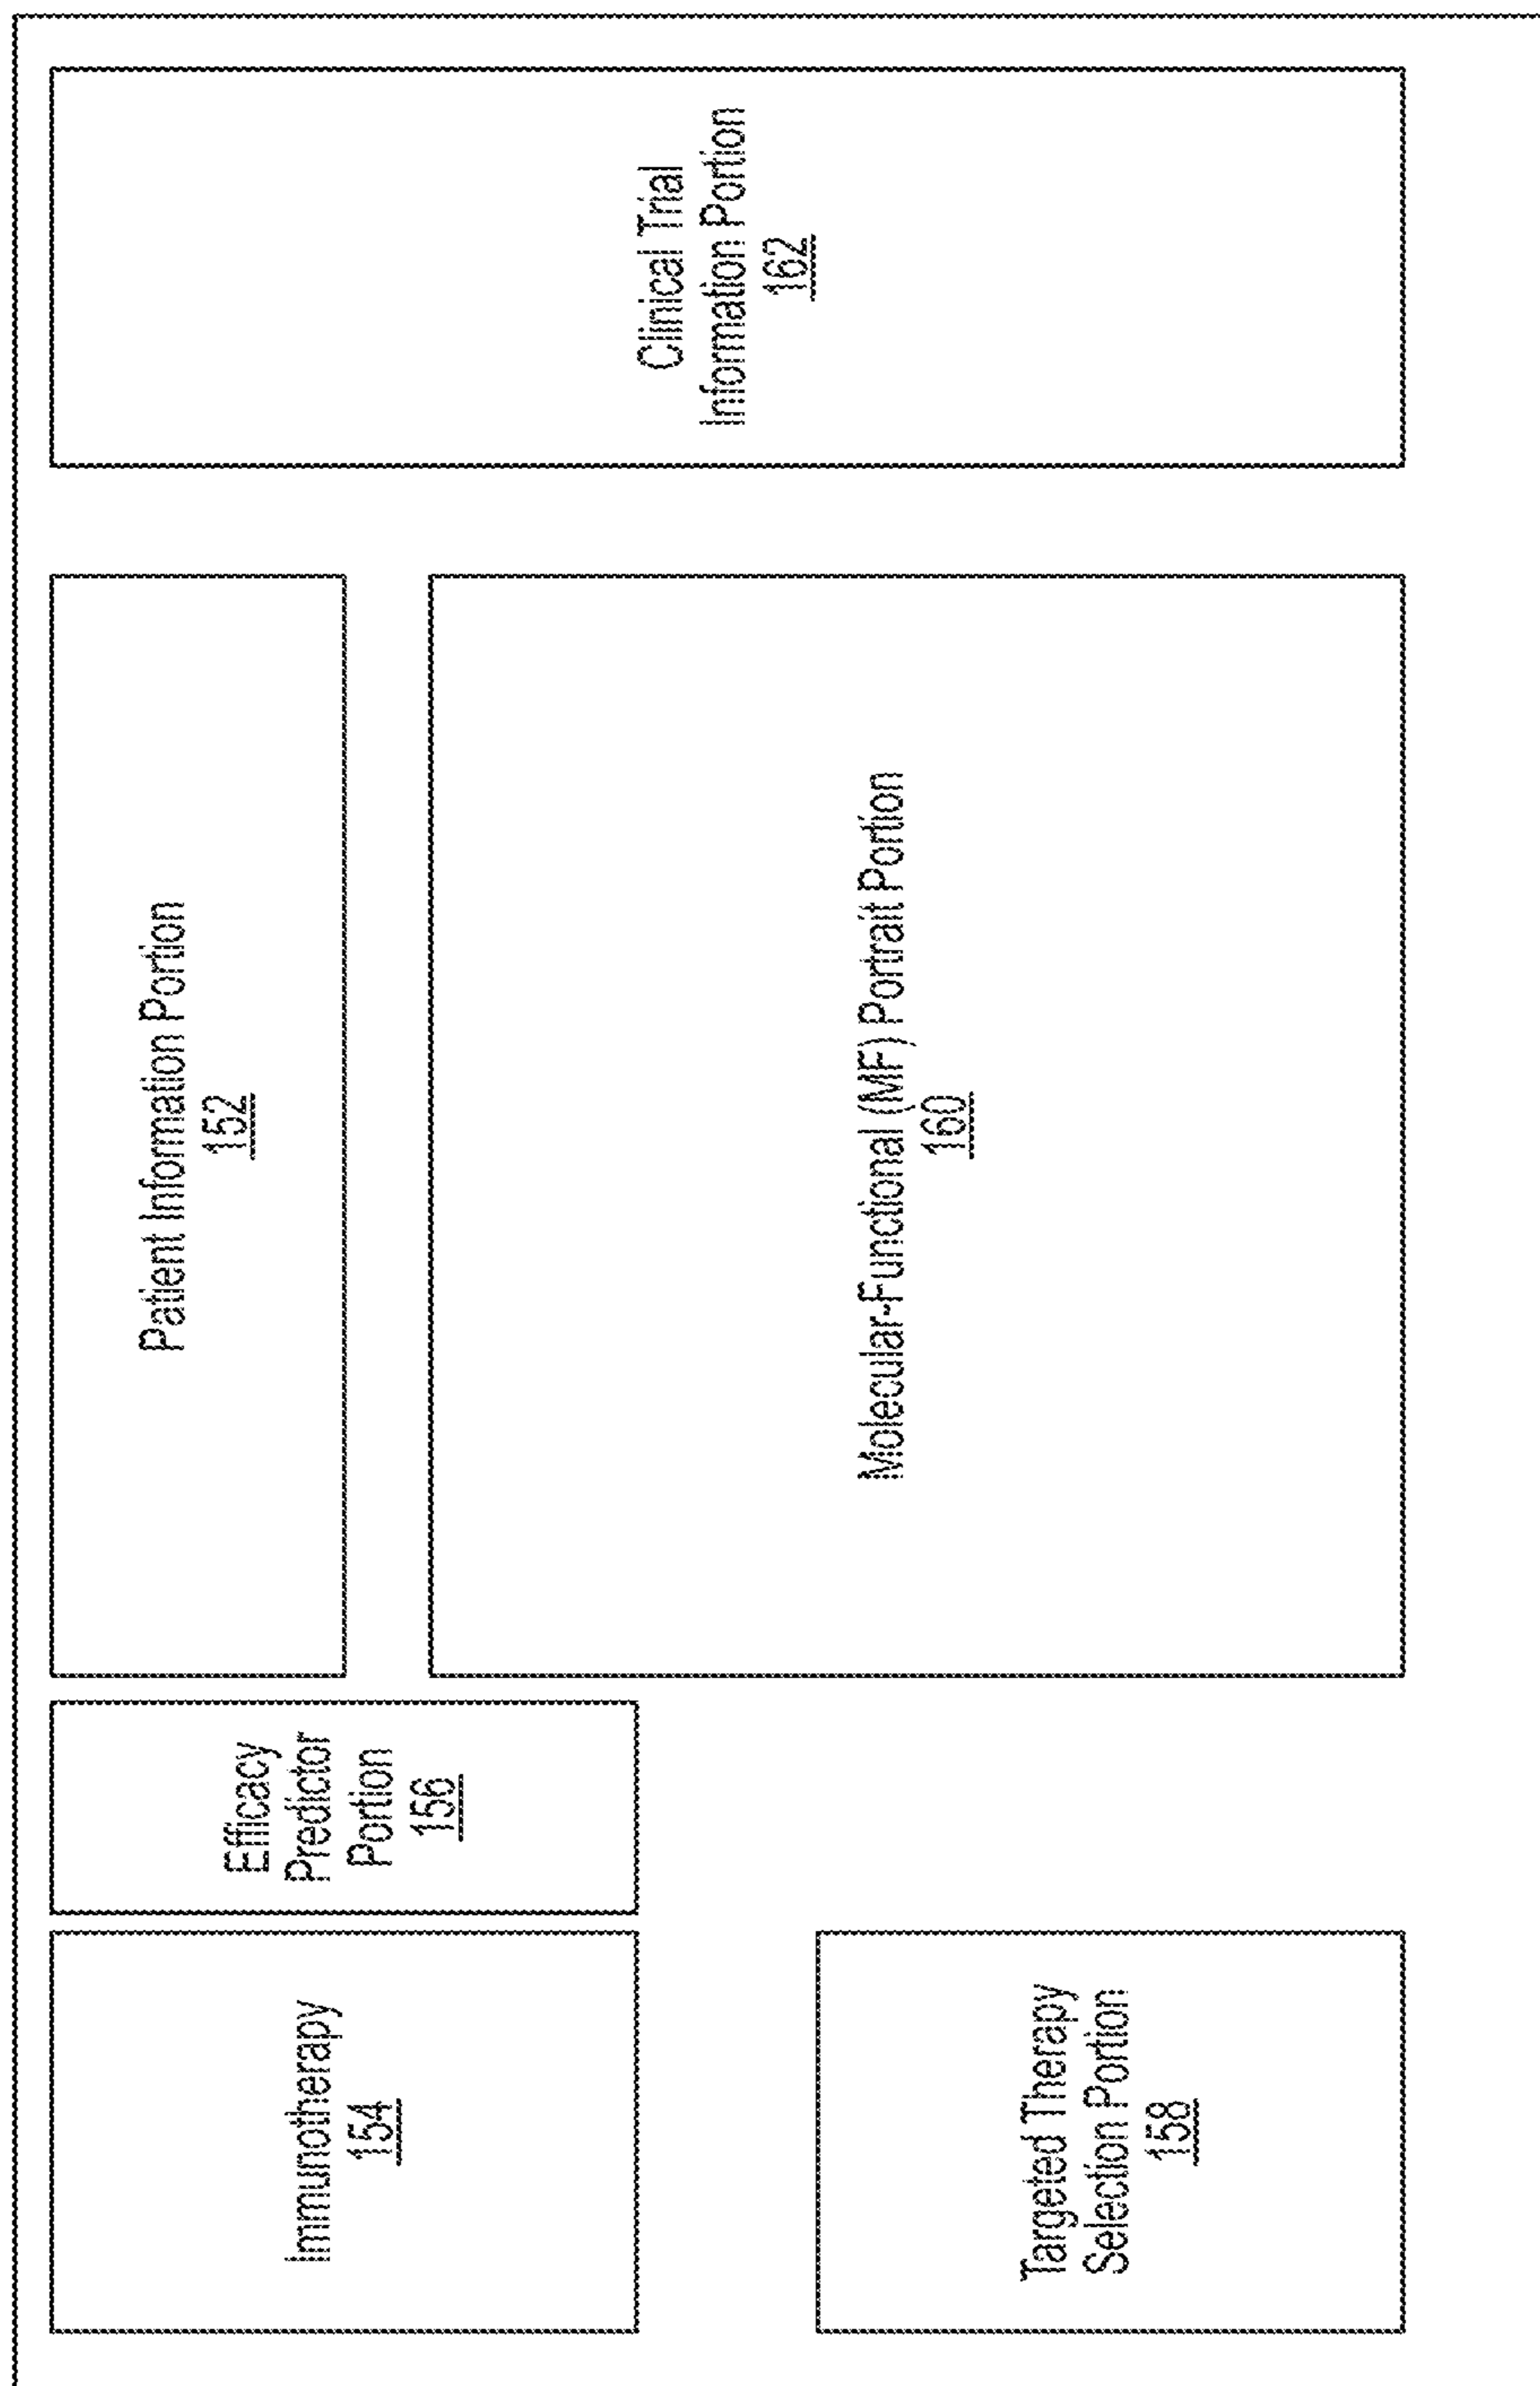 Immunotherapy
154
Efficacy
Predictor
Portion
156
Patient Information Portion
152
Clinical Trial
Information Portion
162
Targeted Therapy
Selection Portion
158
Molecular-Functional (MF) Portrait Portion
160